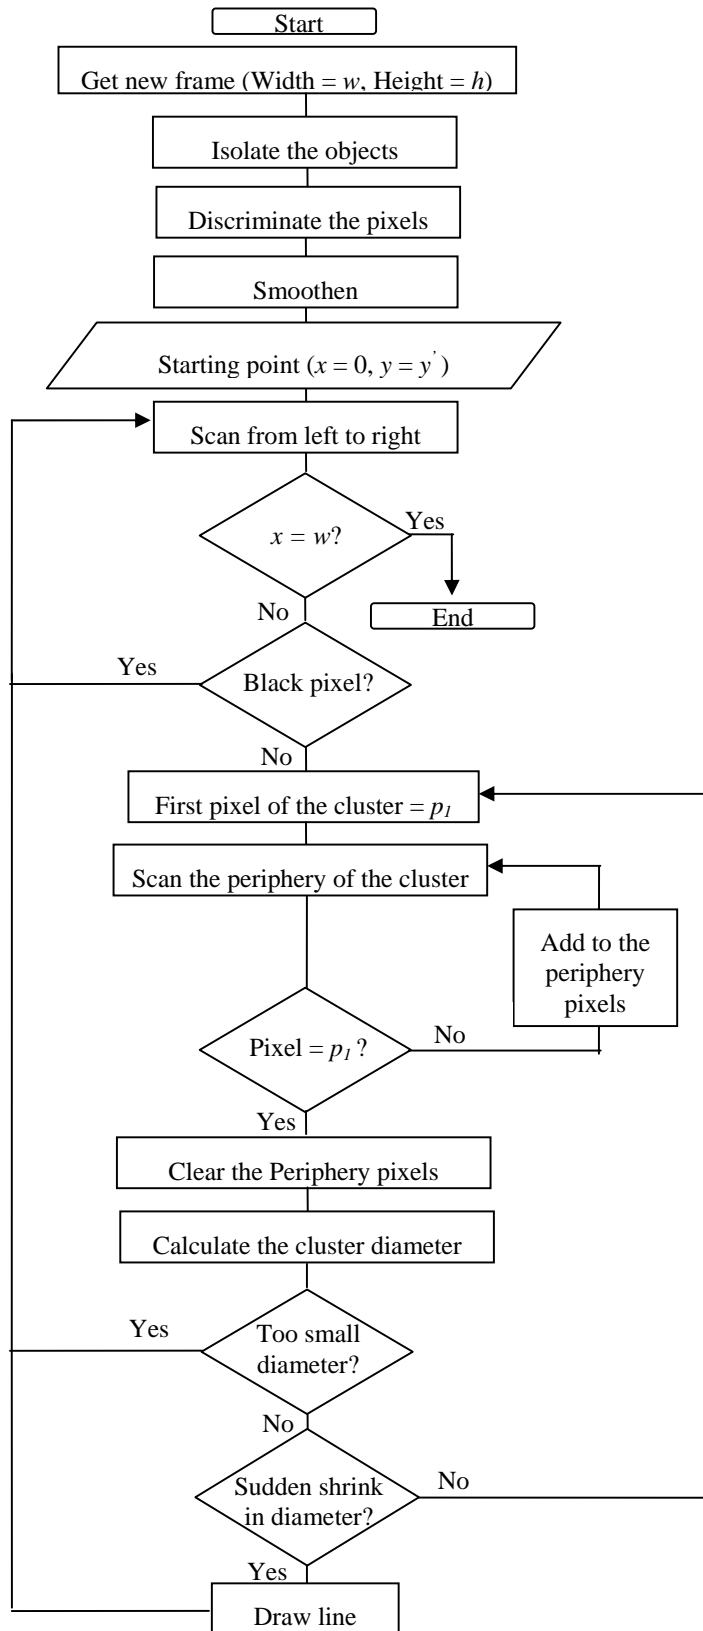 Start
Get new frame (Width = w, Height = h)
Isolate the objects
Discriminate the pixels
Smoothen
Starting point (x = 0, y = y’ )
Scan from left to right
x = w?
Yes
No
End
Yes
Black pixel?
No
First pixel of the cluster = p1
Scan the periphery of the cluster
Add to the
periphery
pixels
Pixel = p1 ?
No
Yes
Clear the Periphery pixels
Calculate the cluster diameter
Yes
Too small
diameter?
No
Sudden shrink
in diameter?
No
Yes
Draw line